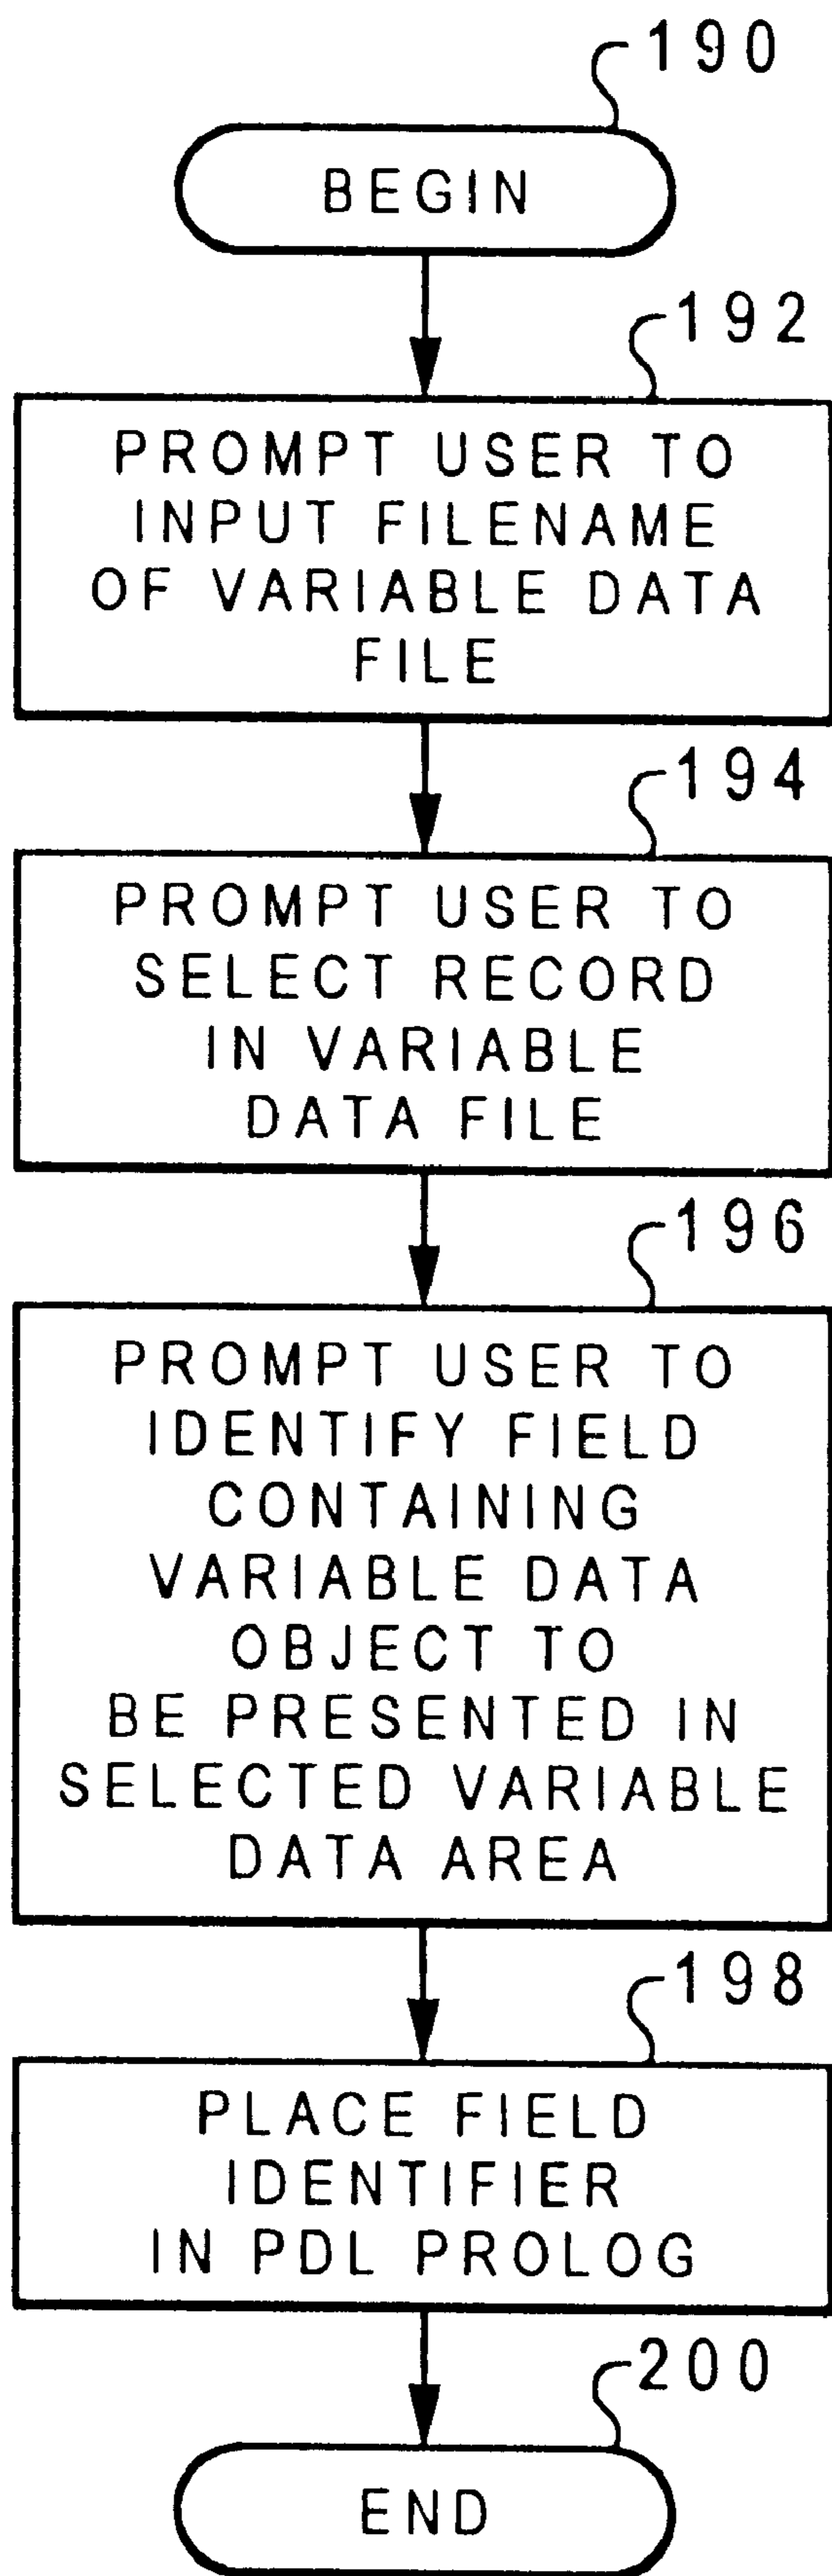 190
BEGIN
192
PROMPT USER TO
INPUT FILENAME
OF VARIABLE DATA
FILE
194
PROMPT USER TO
SELECT RECORD
IN VARIABLE
DATA FILE
196
PROMPT USER TO
IDENTIFY FIELD
CONTAINING
VARIABLE DATA
OBJECT TO
BE PRESENTED IN
SELECTED VARIABLE
DATA AREA
198
PLACE FIELD
IDENTIFIER
IN PDL PROLOG
200
END